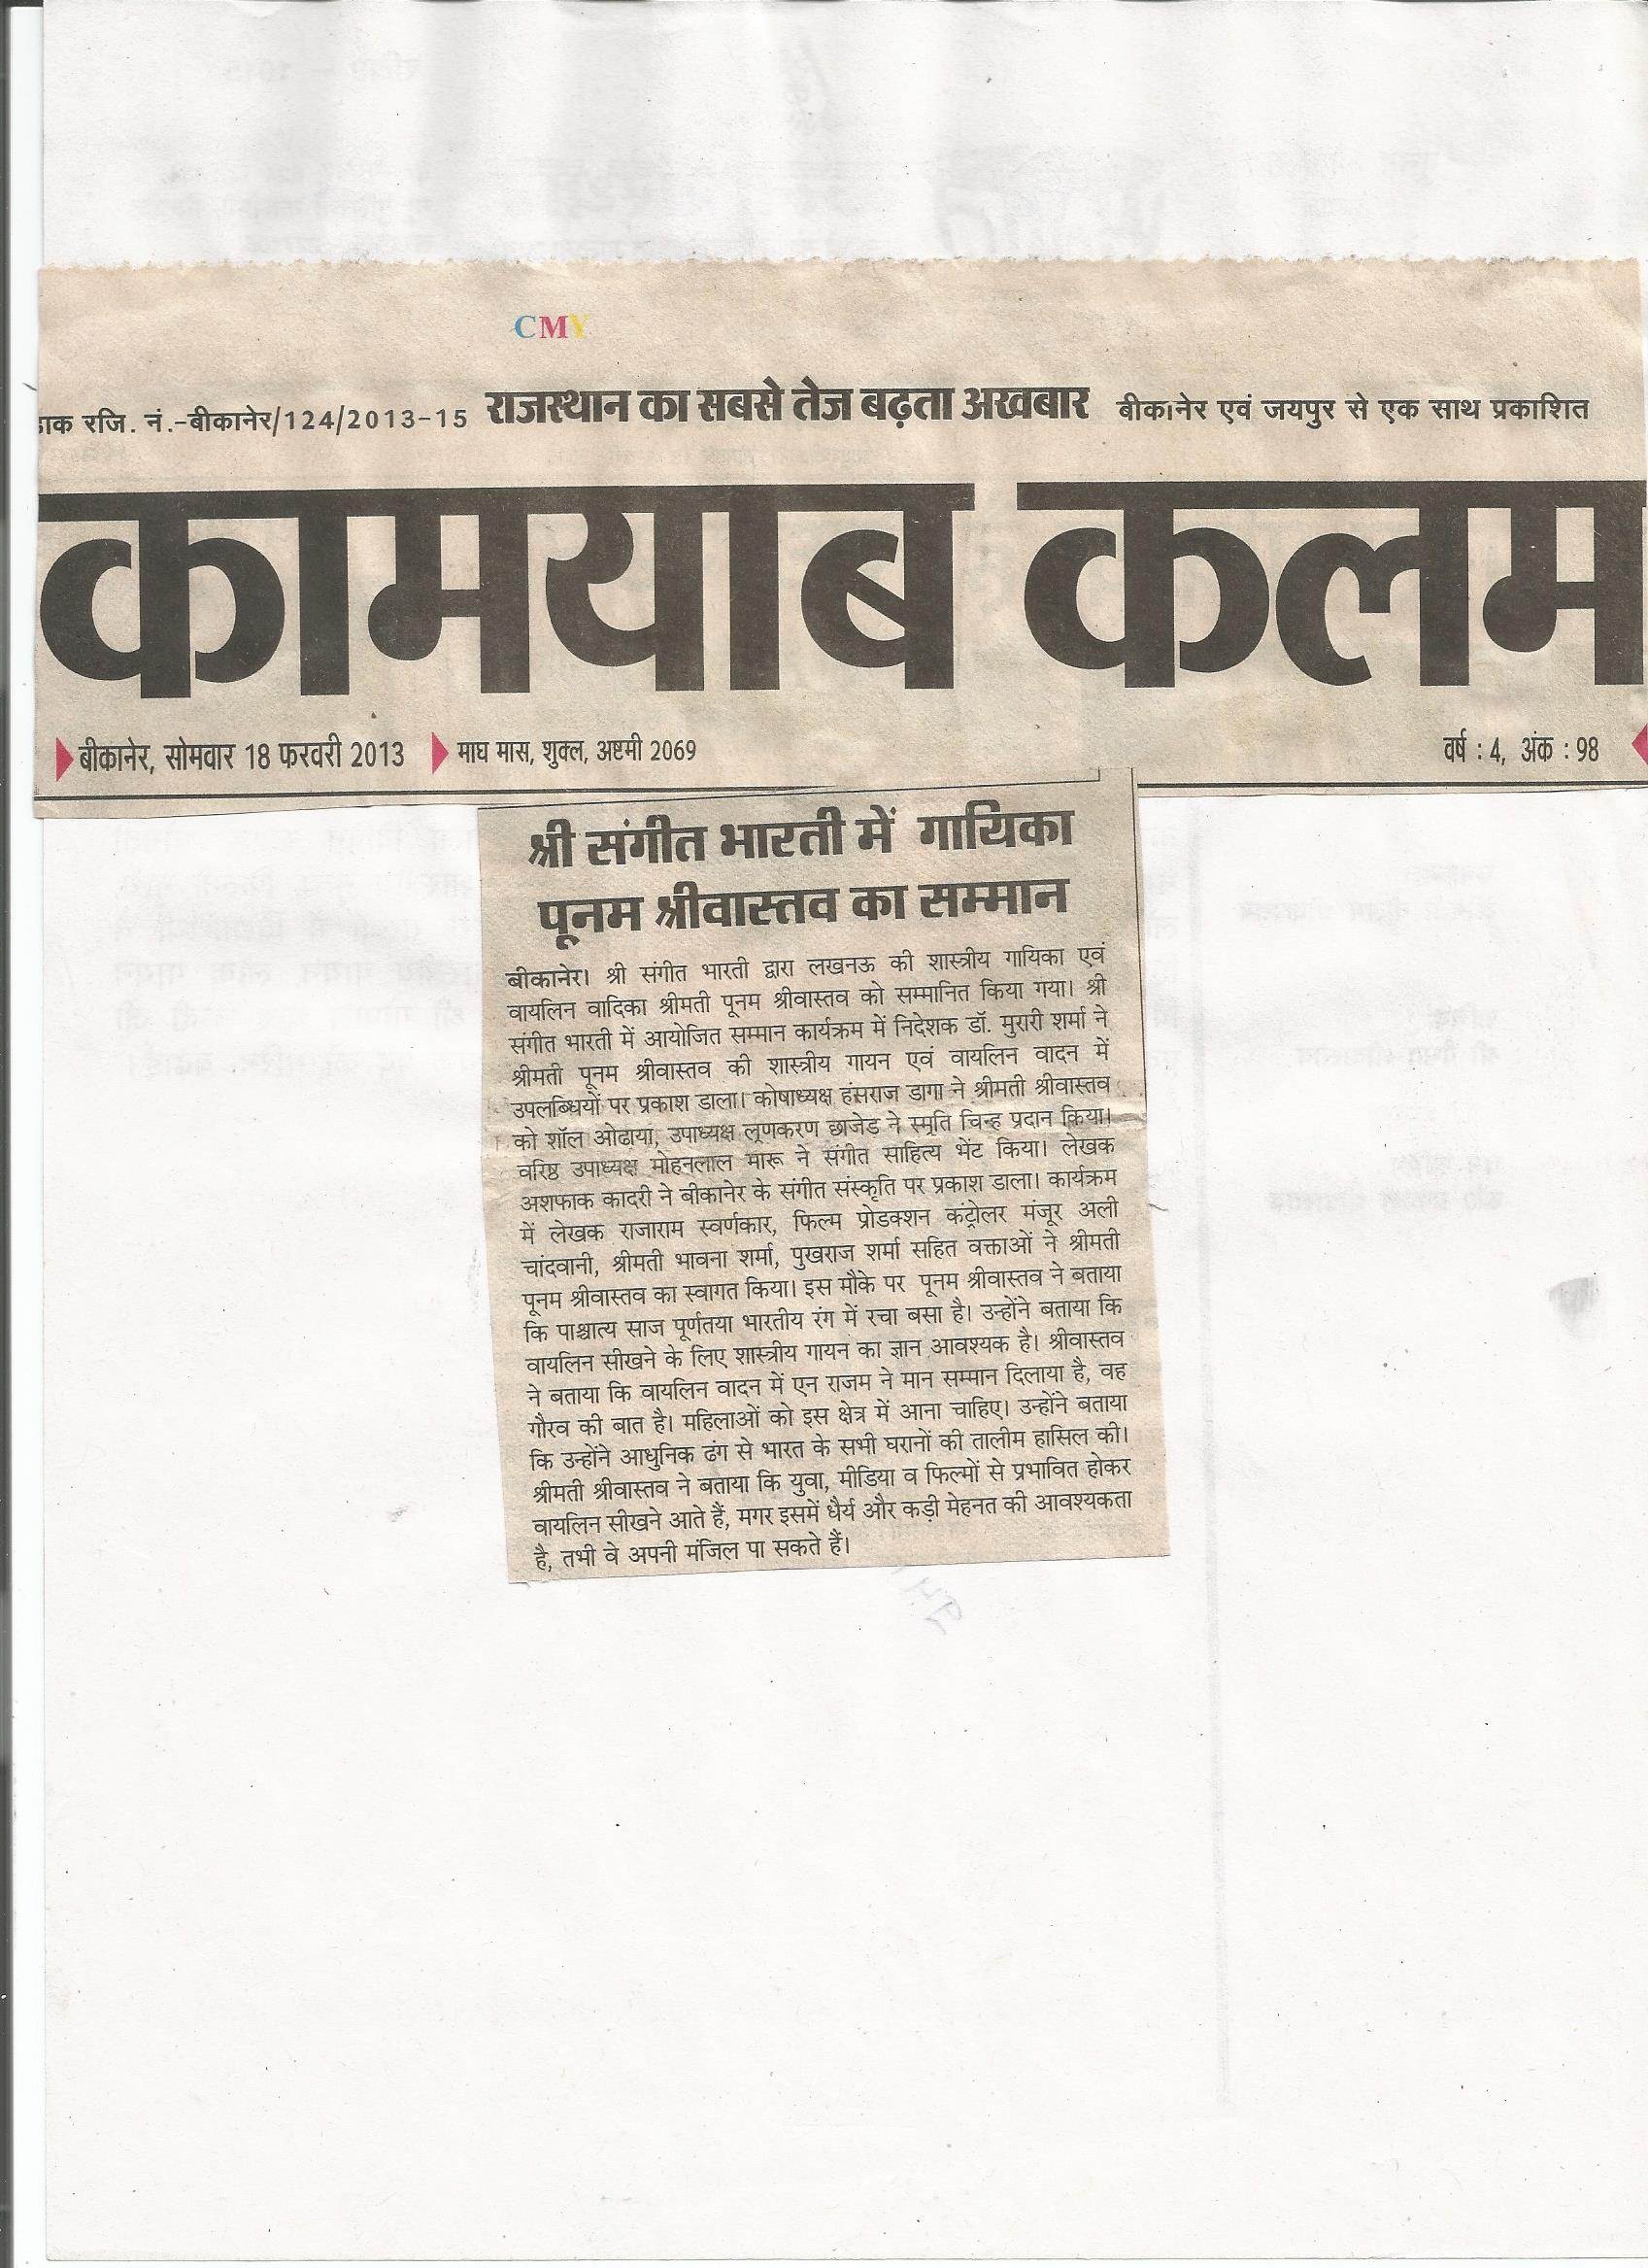 CMY
डाक रजि. नं.-बीकानेर/124/2013-15 राजस्थान का सबसे तेज बढ़ता अखबार बीकानेर एवं जयपुर से एक साथ प्रकाशित
कामयाब कलम
बीकानेर, सोमवार 18 फरवरी 2013 माघ मास, शुक्ल, अष्टमी 2069 वर्ष : 4, अंक : 98
श्री संगीत भारती में गायिका
पूनम श्रीवास्तव का सम्मान
बीकानेर। श्री संगीत भारती द्वारा लखनऊ की शास्त्रीय गायिका एवं
वायलिन वादिका श्रीमती पूनम श्रीवास्तव को सम्मानित किया गया। श्री
संगीत भारती में आयोजित सम्मान कार्यक्रम में निदेशक डॉ. मुरारी शर्मा ने
श्रीमती पूनम श्रीवास्तव की शास्त्रीय गायन एवं वायलिन वादन में
उपलब्धियों पर प्रकाश डाला। कोषाध्यक्ष हंसराज डागा ने श्रीमती श्रीवास्तव
को शॉल ओढाया, उपाध्यक्ष लूणकरण छाजेड ने स्मृति चिन्ह प्रदान किया।
वरिष्ठ उपाध्यक्ष मोहनलाल मारू ने संगीत साहित्य भेंट किया। लेखक
अशफाक कादरी ने बीकानेर के संगीत संस्कृति पर प्रकाश डाला। कार्यक्रम
में लेखक राजाराम स्वर्णकार, फिल्म प्रोडक्शन कंट्रोलर मंजूर अली
चांदवानी, श्रीमती भावना शर्मा, पुखराज शर्मा सहित वक्ताओं ने श्रीमती
पूनम श्रीवास्तव का स्वागत किया। इस मौके पर पूनम श्रीवास्तव ने बताया
कि पाश्चात्य साज पूर्णतया भारतीय रंग में रचा बसा है। उन्होंने बताया कि
वायलिन सीखने के लिए शास्त्रीय गायन का ज्ञान आवश्यक है। श्रीवास्तव
ने बताया कि वायलिन वादन में एन राजम ने मान सम्मान दिलाया है, वह
गौरव की बात है। महिलाओं को इस क्षेत्र में आना चाहिए। उन्होंने बताया
कि उन्होंने आधुनिक ढंग से भारत के सभी घरानों की तालीम हासिल की।
श्रीमती श्रीवास्तव ने बताया कि युवा, मीडिया व फिल्मों से प्रभावित होकर
वायलिन सीखने आते हैं, मगर इसमें धैर्य और कड़ी मेहनत की आवश्यकता
है, तभी वे अपनी मंजिल पा सकते हैं।